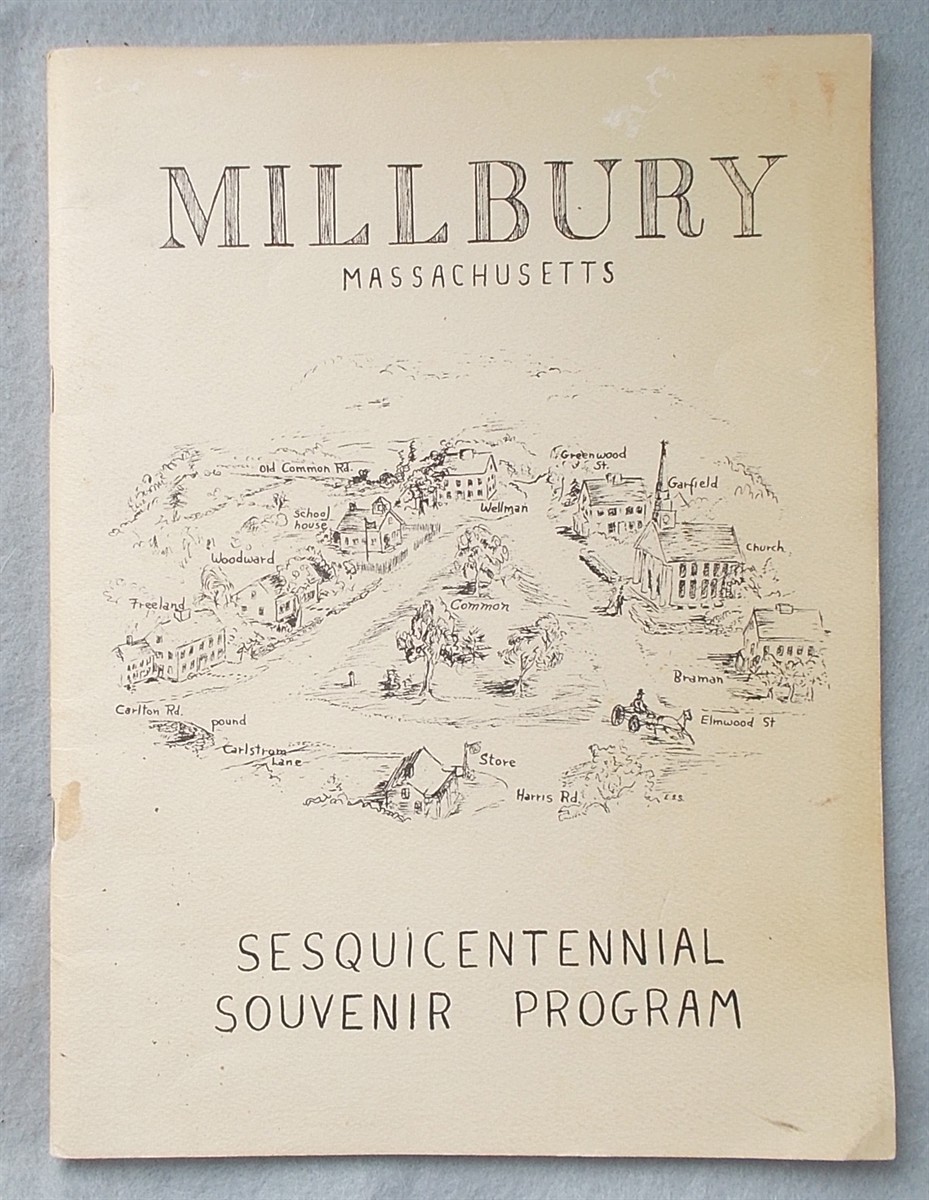 MILLBURY
MASSACHUSETTS
Old Common Rd.
Greenwood
St.
Garfield
School
house
Wellman
Church
Woodward
Freeland
Common
Braman
Carlton Rd.
pound
Elmwood St
Carlstrom
Lane
Store
Harris Rd.
E.S.S.
SESQUICENTENNIAL
SOUVENIR PROGRAM